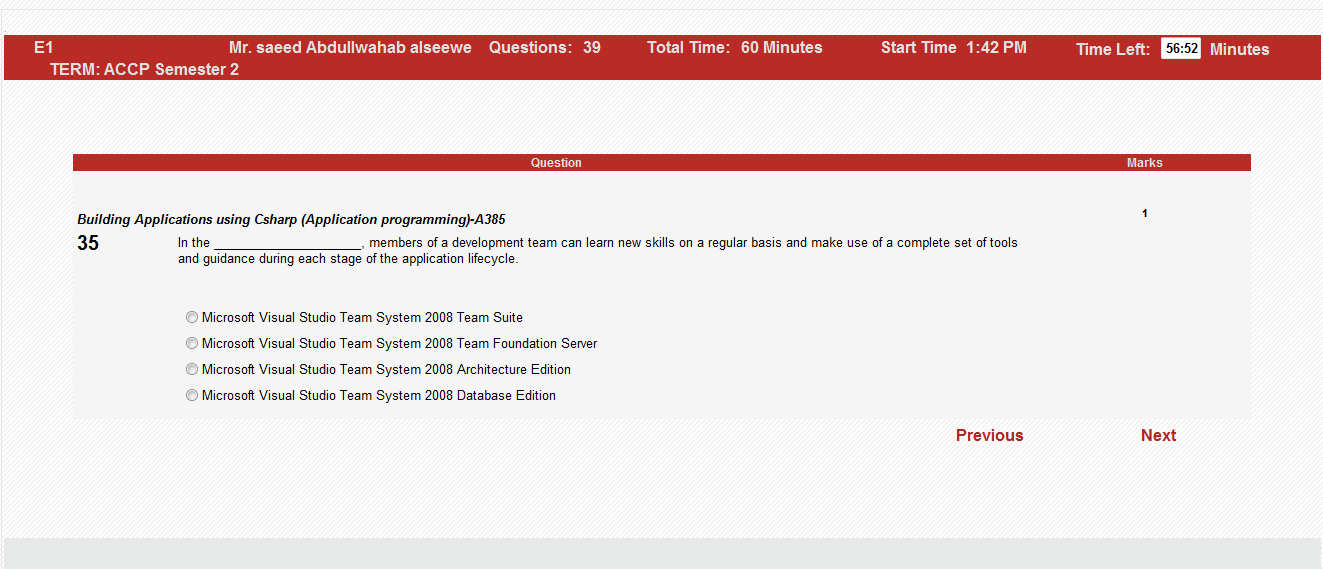 E1 Mr. saeed Abdullwahab alseewe Questions: 39 Total Time: 60 Minutes Start Time 1:42 PM Time Left: 56:52 Minutes
TERM: ACCP Semester 2
Question Marks
Building Applications using Csharp (Application programming)-A385 1
35 In the _____________________, members of a development team can learn new skills on a regular basis and make use of a complete set of tools
and guidance during each stage of the application lifecycle.
Microsoft Visual Studio Team System 2008 Team Suite
Microsoft Visual Studio Team System 2008 Team Foundation Server
Microsoft Visual Studio Team System 2008 Architecture Edition
Microsoft Visual Studio Team System 2008 Database Edition
Previous Next